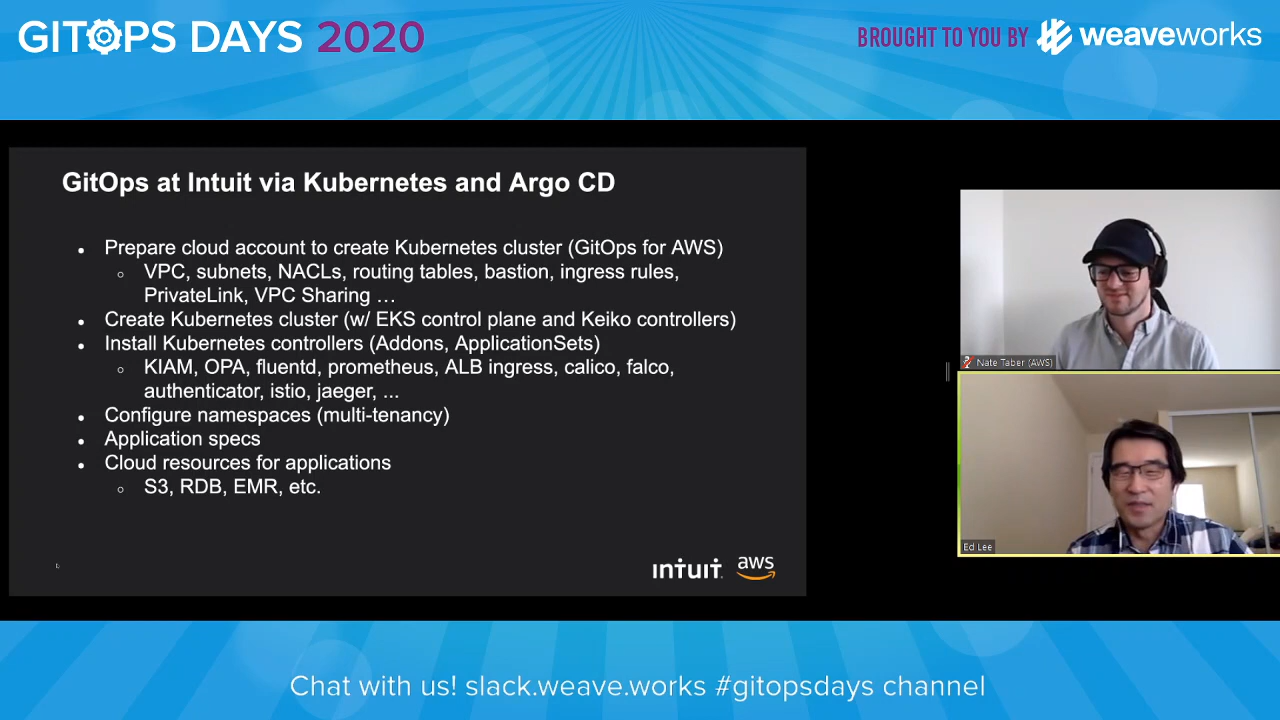 GITOPS DAYS 2020
BROUGHT TO YOU BY weaveworks
GitOps at Intuit via Kubernetes and Argo CD
● Prepare cloud account to create Kubernetes cluster (GitOps for AWS)
○ VPC, subnets, NACLs, routing tables, bastion, ingress rules,
PrivateLink, VPC Sharing …
● Create Kubernetes cluster (w/ EKS control plane and Keiko controllers)
● Install Kubernetes controllers (Addons, ApplicationSets)
○ KIAM, OPA, fluentd, prometheus, ALB ingress, calico, falco,
authenticator, istio, jaeger, ...
● Configure namespaces (multi-tenancy)
● Application specs
● Cloud resources for applications
○ S3, RDB, EMR, etc.
intuit. aws
Nate Taber (AWS)
Ed Lee
Chat with us! slack.weave.works #gitopsdays channel